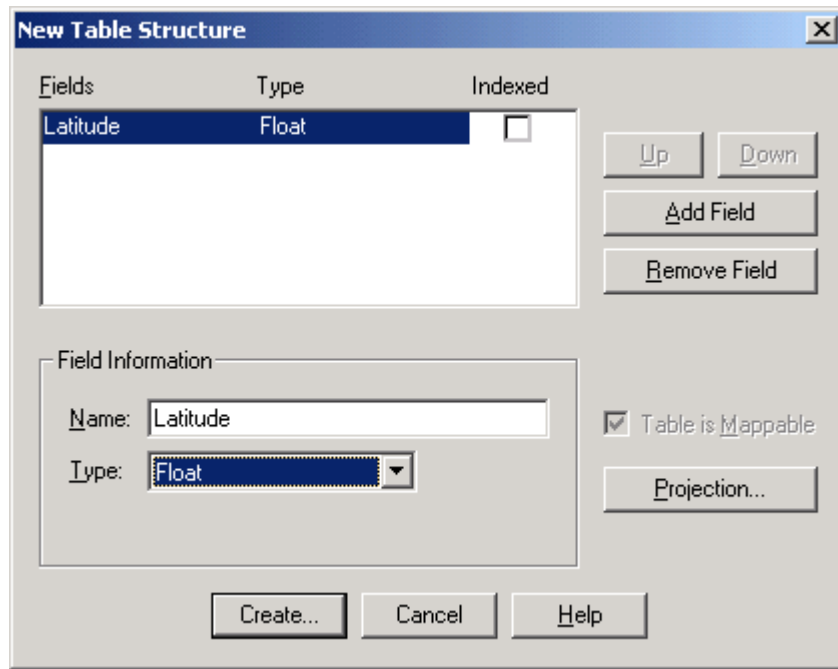 New Table Structure
Fields Type Indexed
Latitude Float
Up Down
Add Field
Remove Field
Field Information
Name: Latitude
Type: Float
Table is Mappable
Projection...
Create... Cancel Help